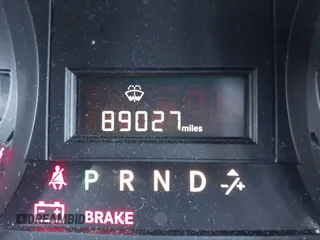 89027 miles
P R N D -/+
BRAKE
DREAMBID